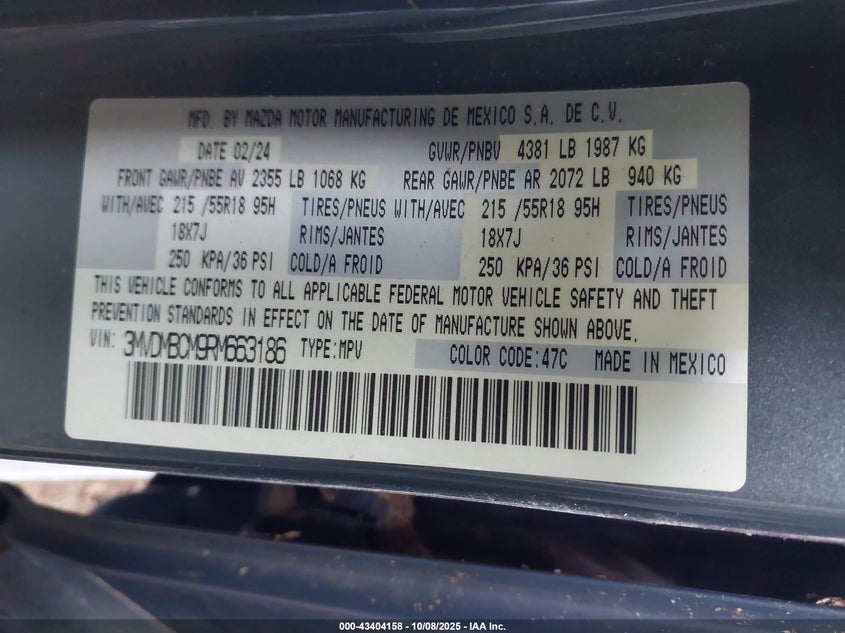 MFD. BY MAZDA MOTOR MANUFACTURING DE MEXICO S.A. DE C.V.
DATE 02/24 GVWR/PNBV 4381 LB 1987 KG
FRONT GAWR/PNBE AV 2355 LB 1068 KG REAR GAWR/PNBE AR 2072 LB 940 KG
WITH/AVEC 215 /55R18 95H TIRES/PNEUS WITH/AVEC 215 /55R18 95H TIRES/PNEUS
18X7J RIMS/JANTES 18X7J RIMS/JANTES
250 KPA/36 PSI COLD/A FROID 250 KPA/36 PSI COLD/A FROID
THIS VEHICLE CONFORMS TO ALL APPLICABLE FEDERAL MOTOR VEHICLE SAFETY AND THEFT
PREVENTION STANDARDS IN EFFECT ON THE DATE OF MANUFACTURE SHOWN ABOVE.
VIN: 3MVDMBCM9RM663186 TYPE:MPV COLOR CODE:47C MADE IN MEXICO
000-43404158 - 10/08/2025 - IAA Inc.